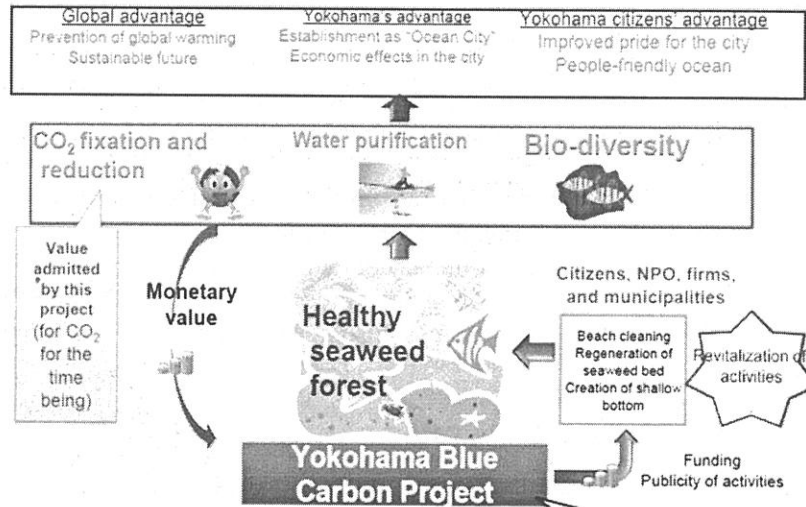 Global advantage
Prevention of global warming
Sustainable future
Yokohama s advantage
Establishment as "Ocean City"
Economic effects in the city
Yokohama citizens' advantage
Improved pride for the city
People-friendly ocean
CO₂ fixation and
reduction
Water purification
Bio-diversity
Value
admitted
by this
project
(for CO₂
for the
time
being)
Monetary
value
Healthy
seaweed
forest
Citizens, NPO, firms,
and municipalities
Beach cleaning
Regeneration of
seaweed bed
Creation of shallow
bottom
Revitalization of
activities
Yokohama Blue
Carbon Project
Funding
Publicity of activities